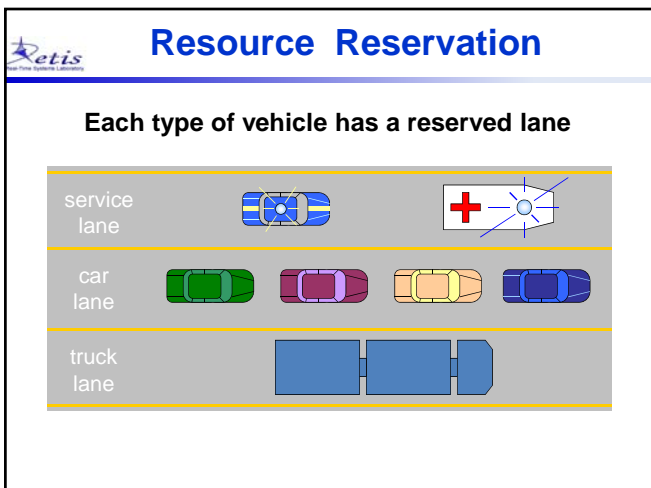 Retis
Real-Time Systems Laboratory
Resource Reservation
Each type of vehicle has a reserved lane
service
lane
car
lane
truck
lane